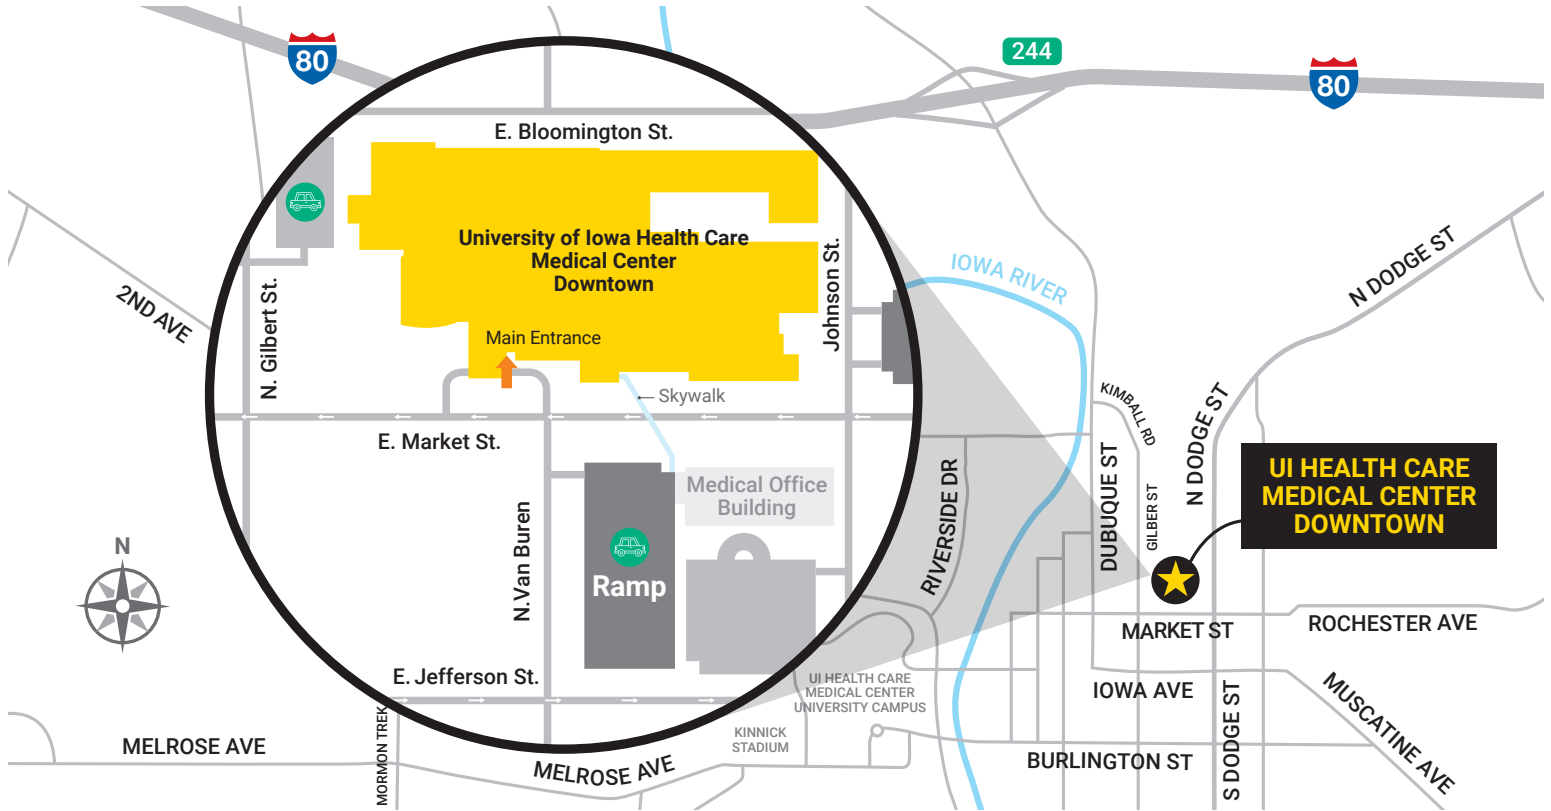 80
244
80
E. Bloomington St.
University of Iowa Health Care
Medical Center
Downtown
Main Entrance
Skywalk
N. Gilbert St.
Johnson St.
E. Market St.
Medical Office
Building
N.Van Buren
Ramp
E. Jefferson St.
2ND AVE
N
IOWA RIVER
N DODGE ST
KIMBALL RD
N DODGE ST
UI HEALTH CARE
MEDICAL CENTER
DOWNTOWN
RIVERSIDE DR
DUBUQUE ST
GILBER ST
MARKET ST
ROCHESTER AVE
IOWA AVE
MUSCATINE AVE
S DODGE ST
BURLINGTON ST
UI HEALTH CARE
MEDICAL CENTER
UNIVERSITY CAMPUS
KINNICK
STADIUM
MELROSE AVE
MORMON TREK
MELROSE AVE